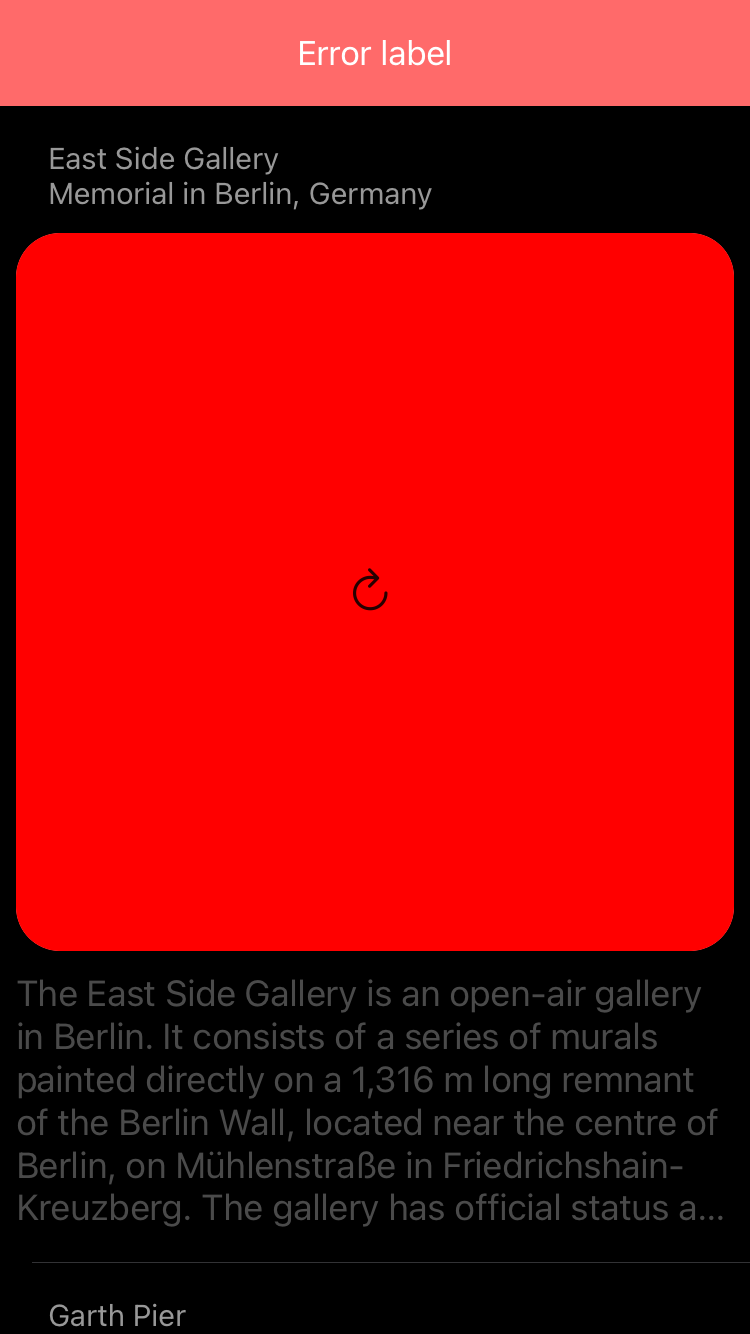 Error label
East Side Gallery
Memorial in Berlin, Germany
The East Side Gallery is an open-air gallery
in Berlin. It consists of a series of murals
painted directly on a 1,316 m long remnant
of the Berlin Wall, located near the centre of
Berlin, on Mühlenstraße in Friedrichshain-
Kreuzberg. The gallery has official status a...
Garth Pier